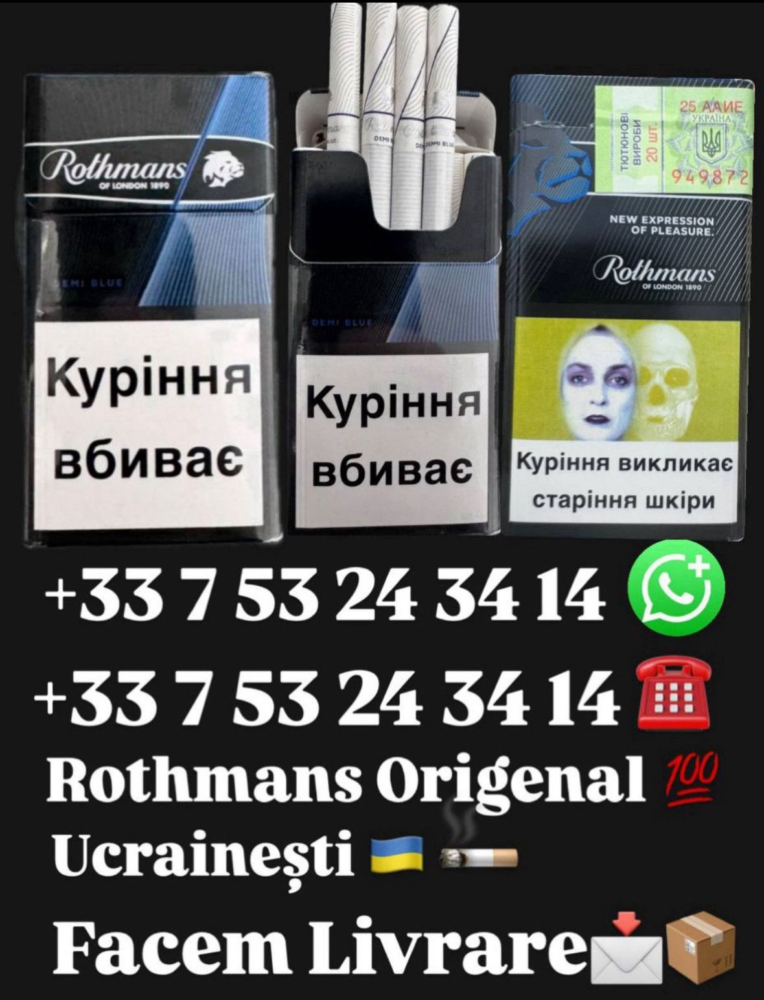 Rothmans
OF LONDON 1890
DEMI BLUE
Куріння
вбиває
DEMI BLUE
DEMI BLUE
Куріння
вбиває
ТЮТЮНОВІ
ВИРОБИ
20 ШТ.
25 ААИЕ
УКРАЇНА
949872
NEW EXPRESSION
OF PLEASURE.
Rothmans
OF LONDON 1890
Куріння викликає
старіння шкіри
+33 7 53 24 34 14
+33 7 53 24 34 14
Rothmans Origenal 💯
Ucrainești 🇺🇦 🚬
Facem Livrare 📩📦